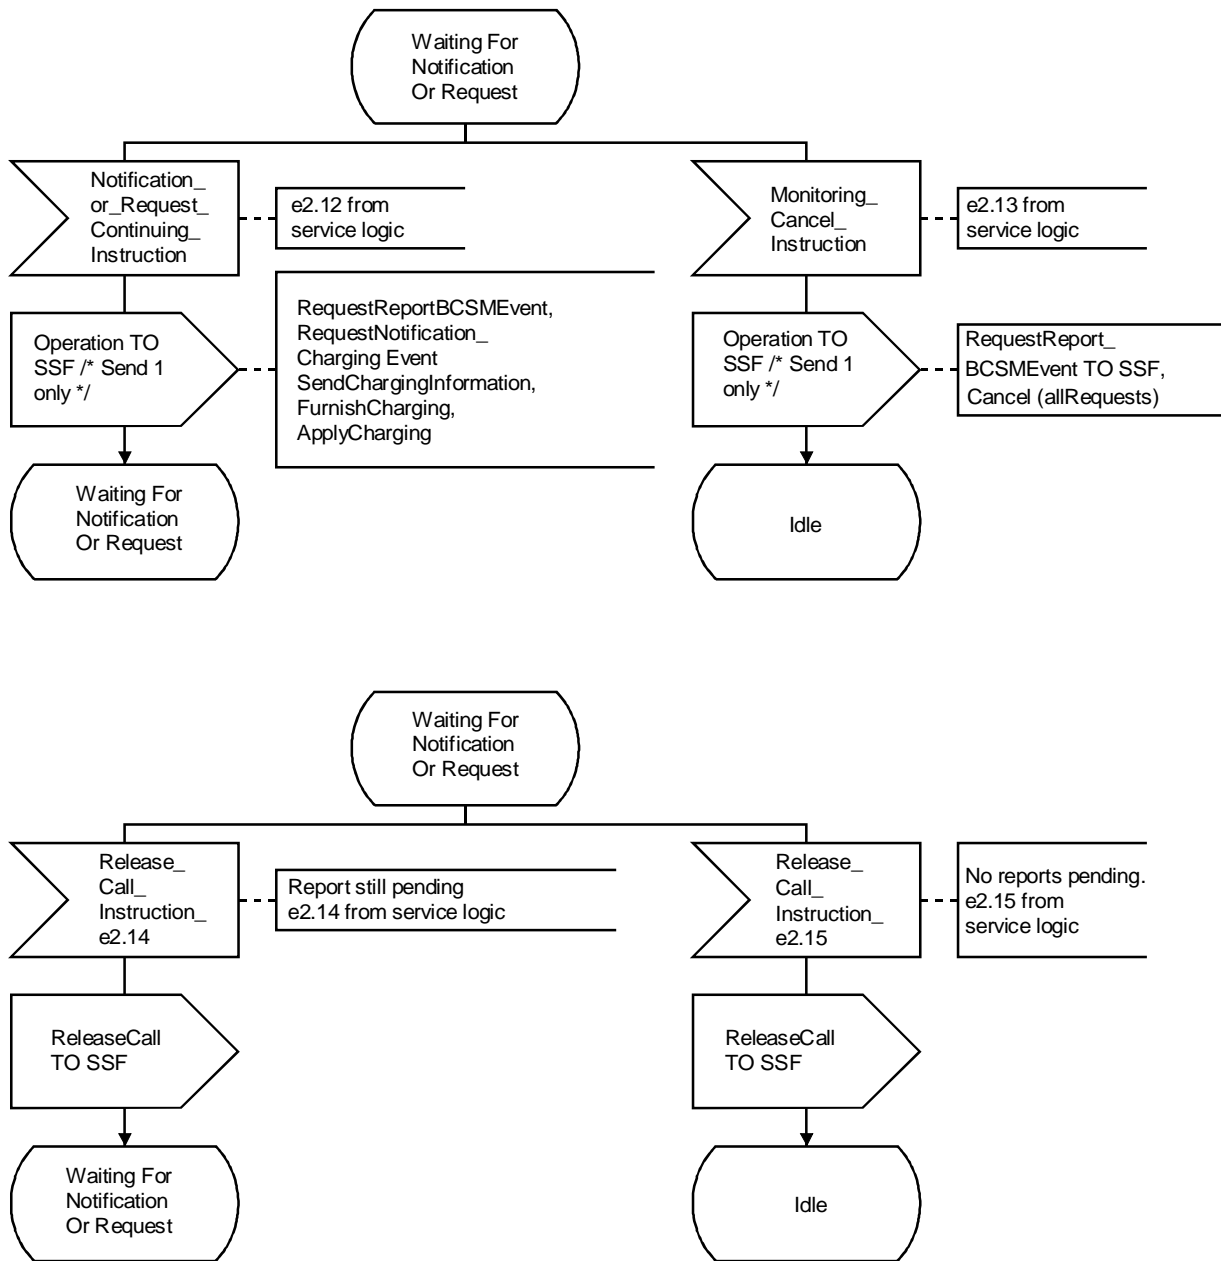 Waiting For
Notification
Or Request
Notification_
or_Request_
Continuing_
Instruction
e2.12 from
service logic
Monitoring_
Cancel_
Instruction
e2.13 from
service logic
Operation TO
SSF /* Send 1
only */
RequestReportBCSMEvent,
RequestNotification_
Charging Event
SendChargingInformation,
FurnishCharging,
ApplyCharging
Operation TO
SSF /* Send 1
only */
RequestReport_
BCSMEvent TO SSF,
Cancel (allRequests)
Waiting For
Notification
Or Request
Idle
Waiting For
Notification
Or Request
Release_
Call_
Instruction_
e2.14
Report still pending
e2.14 from service logic
Release_
Call_
Instruction_
e2.15
No reports pending.
e2.15 from
service logic
ReleaseCall
TO SSF
ReleaseCall
TO SSF
Waiting For
Notification
Or Request
Idle